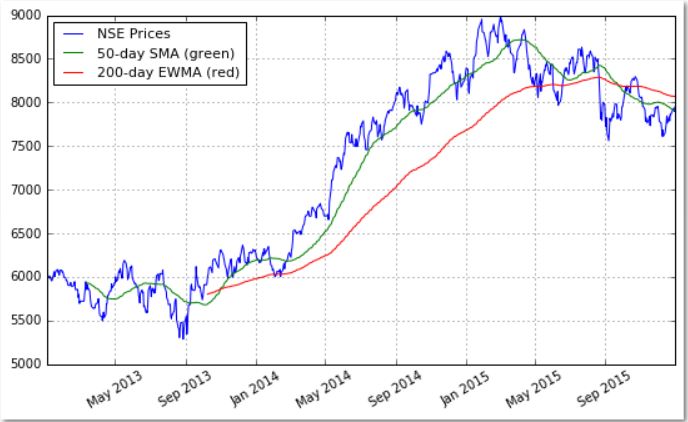 9000
8500
8000
7500
7000
6500
6000
5500
5000
NSE Prices
50-day SMA (green)
200-day EWMA (red)
May 2013
Sep 2013
Jan 2014
May 2014
Sep 2014
Jan 2015
May 2015
Sep 2015